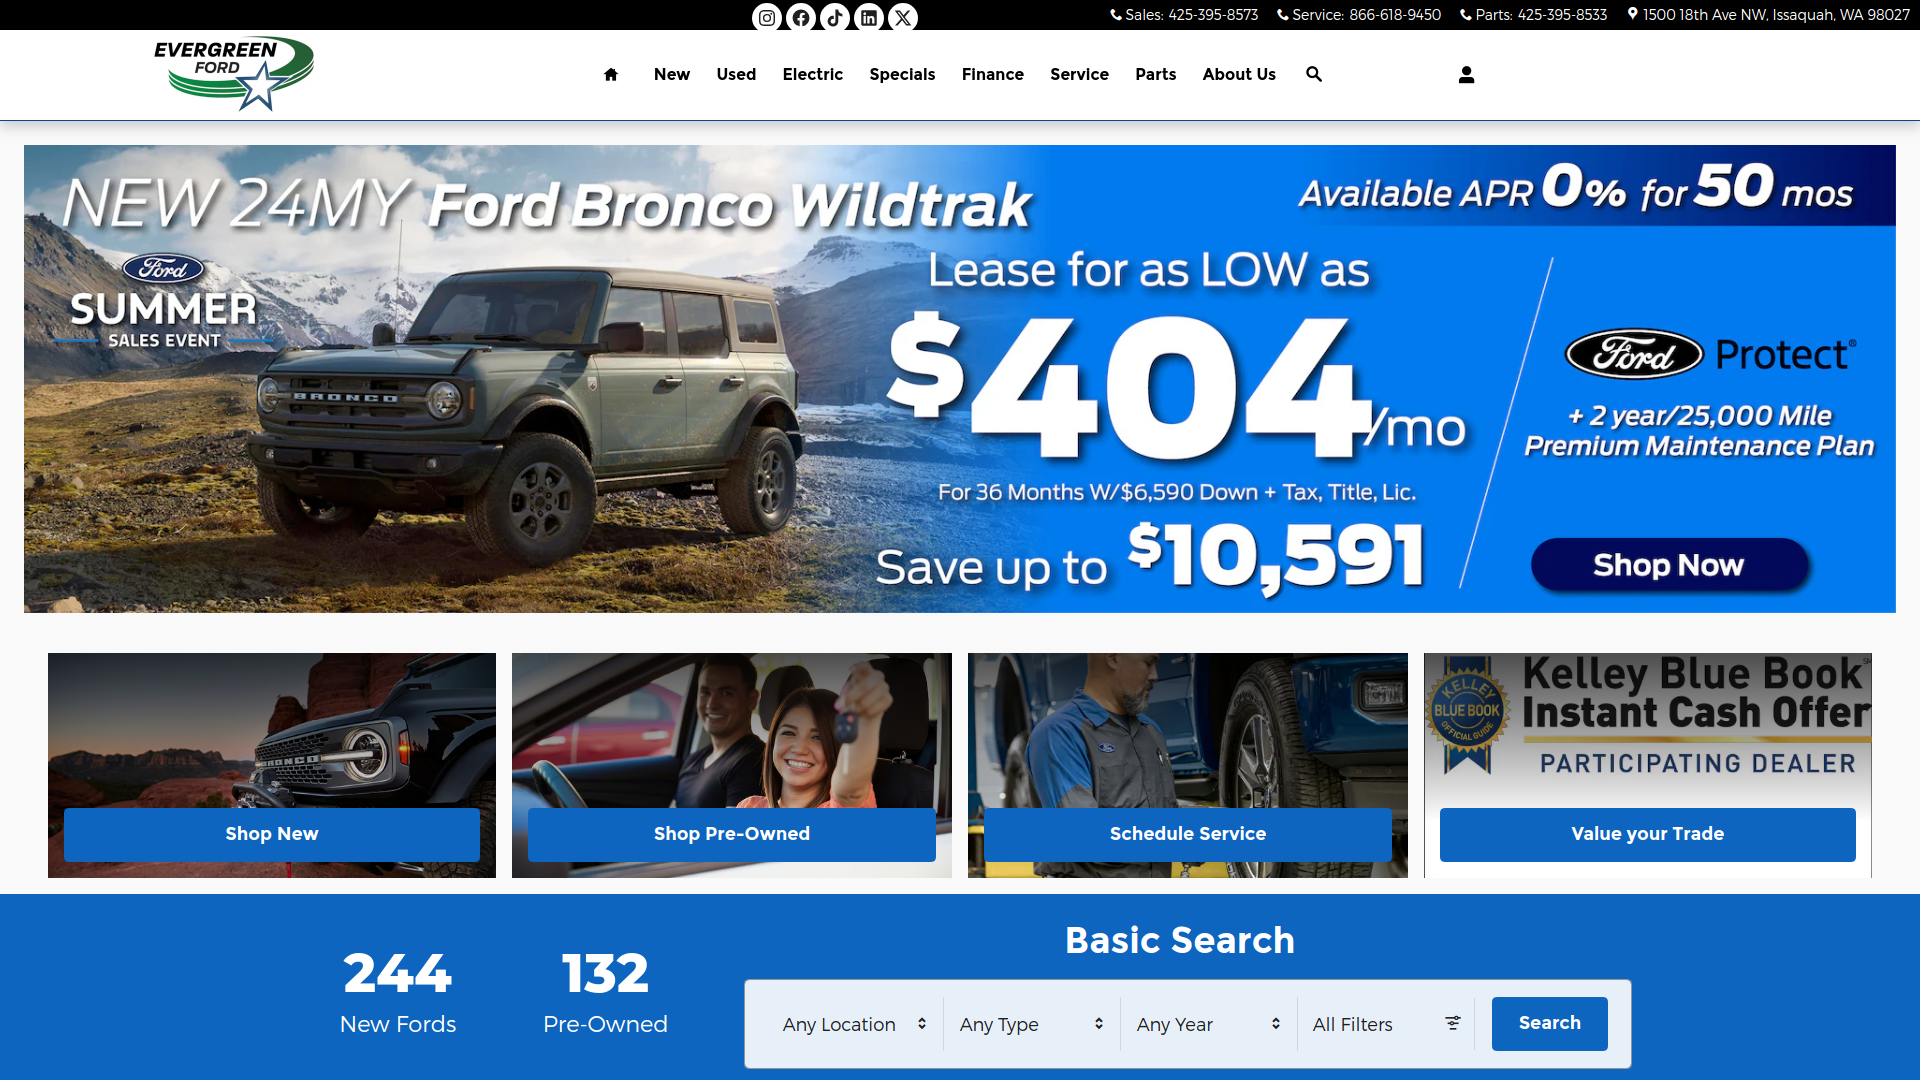 Sales: 425-395-8573 Service: 866-618-9450 Parts: 425-395-8533 1500 18th Ave NW, Issaquah, WA 98027
EVERGREEN
FORD
New Used Electric Specials Finance Service Parts About Us
NEW 24MY Ford Bronco Wildtrak
Available APR 0% for 50 mos
Ford
SUMMER
SALES EVENT
BRONCO
Lease for as LOW as
$404/mo
For 36 Months W/$6,590 Down + Tax, Title, Lic.
Save up to $10,591
Ford Protect®
+ 2 year/25,000 Mile
Premium Maintenance Plan
Shop Now
BRONCO
Shop New
Shop Pre-Owned
Ford
Schedule Service
KELLEY
BLUE BOOK
OFFICIAL GUIDE
Kelley Blue Book℠
Instant Cash Offer
PARTICIPATING DEALER
Value your Trade
244
New Fords
132
Pre-Owned
Basic Search
Any Location Any Type Any Year All Filters Search